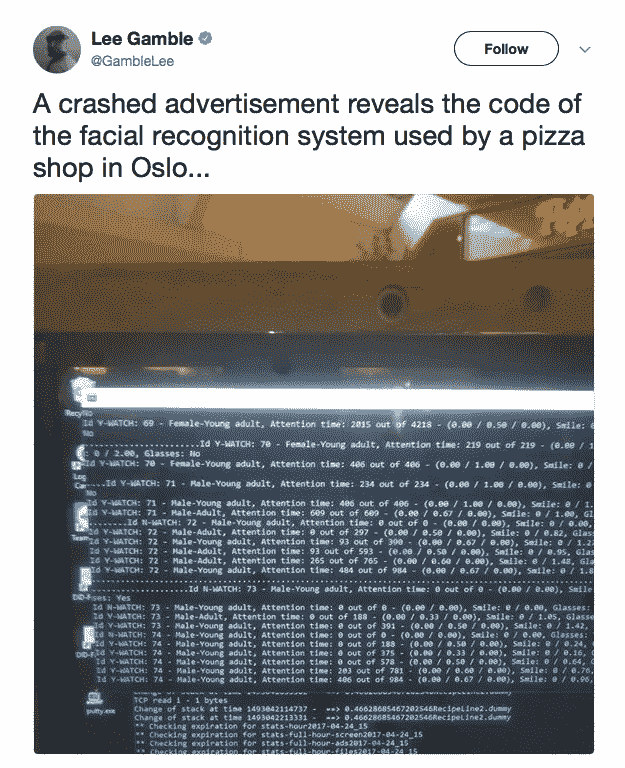 Lee Gamble
@GambleLee
Follow
A crashed advertisement reveals the code of
the facial recognition system used by a pizza
shop in Oslo...
Id Y-WATCH: 69 - Female-Young adult, Attention time: 2015 out of 4218 - (0.00 / 0.50 / 0.00), Smile:
No
..................Id Y-WATCH: 70 - Female-Young adult, Attention time: 219 out of 219 - (0.00 / 1
: 0 / 2.00, Glasses: No
Id Y-WATCH: 70 - Female-Young adult, Attention time: 406 out of 406 - (0.00 / 1.00 / 0.00), Smile: 0 /
.....Id Y-WATCH: 71 - Male-Young adult, Attention time: 234 out of 234 - (0.00 / 1.00 / 0.00), Smile: 0
No
Id Y-WATCH: 71 - Male-Young adult, Attention time: 406 out of 406 - (0.00 / 1.00 / 0.00), Smile: 0 / 1.
Id Y-WATCH: 71 - Male-Adult, Attention time: 609 out of 609 - (0.00 / 0.67 / 0.00), Smile: 0 / 1.00, Gl
.......Id N-WATCH: 72 - Male-Adult, Attention time: 0 out of 0 - (0.00 / 0.00), Smile: 0 / 0.00,
Id Y-WATCH: 72 - Male-Adult, Attention time: 0 out of 297 - (0.00 / 0.50 / 0.00), Smile: 0 / 0.82, Glas
Id Y-WATCH: 72 - Male-Young adult, Attention time: 93 out of 390 - (0.00 / 0.67 / 0.00), Smile: 0 / 1.2
Id Y-WATCH: 72 - Male-Adult, Attention time: 93 out of 593 - (0.00 / 0.50 / 0.00), Smile: 0 / 0.95, Glas
Id Y-WATCH: 72 - Male-Adult, Attention time: 265 out of 765 - (0.00 / 0.60 / 0.00), Smile: 0 / 1.48, Gla
Id Y-WATCH: 72 - Male-Young adult, Attention time: 484 out of 984 - (0.00 / 0.67 / 0.00), Smile: 0 / 1.8
..................Id N-WATCH: 73 - Male-Young adult, Attention time: 0 out of 0 - (0.00 / 0.00), Smile
ses: Yes
Id N-WATCH: 73 - Male-Young adult, Attention time: 0 out of 0 - (0.00 / 0.00), Smile: 0 / 0.00, Glasses:
Id Y-WATCH: 73 - Male-Adult, Attention time: 0 out of 188 - (0.00 / 0.33 / 0.00), Smile: 0 / 1.05, Glasse
Id Y-WATCH: 73 - Male-Young adult, Attention time: 0 out of 391 - (0.00 / 0.50 / 0.00), Smile: 0 / 1.42,
Id N-WATCH: 74 - Male-Young adult, Attention time: 0 out of 0 - (0.00 / 0.00), Smile: 0 / 0.00, Glasses:
Id Y-WATCH: 74 - Male-Young adult, Attention time: 0 out of 188 - (0.00 / 0.50 / 0.00), Smile: 0 / 0.24,
Id N-WATCH: 74 - Male-Young adult, Attention time: 0 out of 375 - (0.00 / 0.33 / 0.00), Smile: 0 / 0.16,
Id Y-WATCH: 74 - Male-Young adult, Attention time: 0 out of 578 - (0.00 / 0.50 / 0.00), Smile: 0 / 0.64,
Id Y-WATCH: 74 - Male-Young adult, Attention time: 203 out of 781 - (0.00 / 0.60 / 0.00), Smile: 0 / 0.76,
Id Y-WATCH: 74 - Male-Young adult, Attention time: 406 out of 984 - (0.00 / 0.67 / 0.00), Smile: 0 / 0.96,
TCP read 1 - 1 bytes
Change of stack at time 1493042114737 - ==> 0.46628685467202546RecipeLine2.dummy
Change of stack at time 1493042213331 - ==> 0.46628685467202546RecipeLine2.dummy
** Checking expiration for stats-hour2017-04-24_15
** Checking expiration for stats-full-hour-screen2017-04-24_15
** Checking expiration for stats-full-hour-ads2017-04-24_15
** Checking expiration for stats-full-hour-files2017-04-24_15
putty.exe